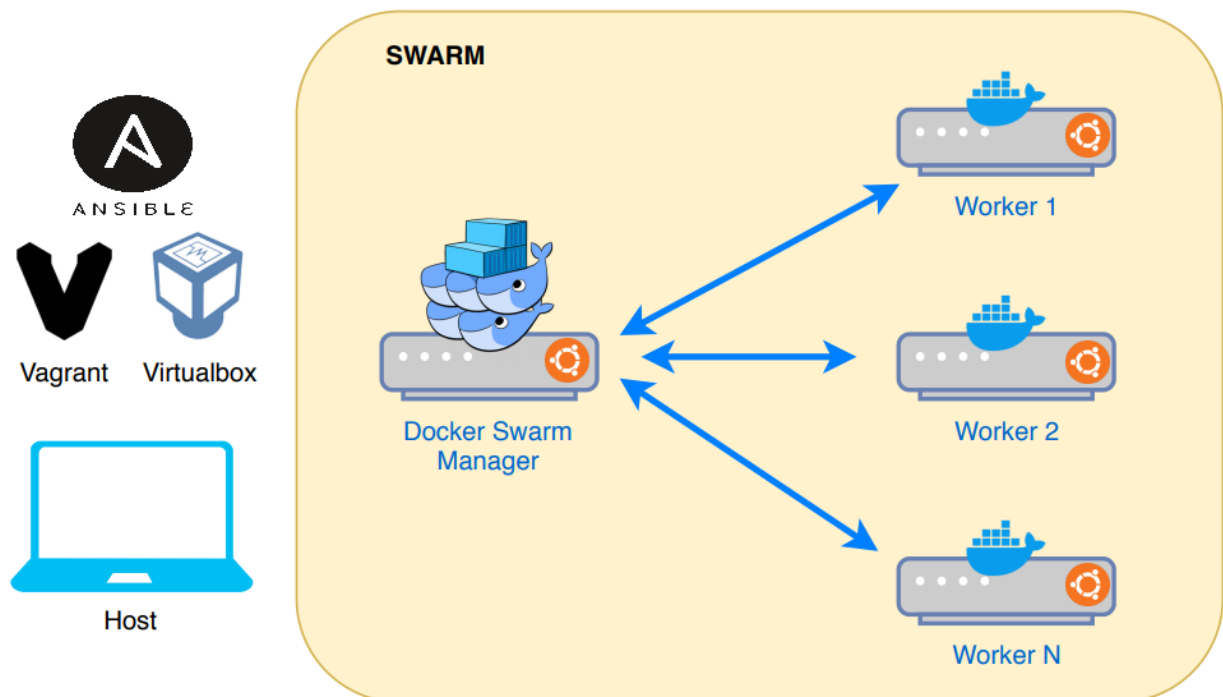 SWARM
ANSIBLE
Vagrant
Virtualbox
Host
Docker Swarm
Manager
Worker 1
Worker 2
Worker N